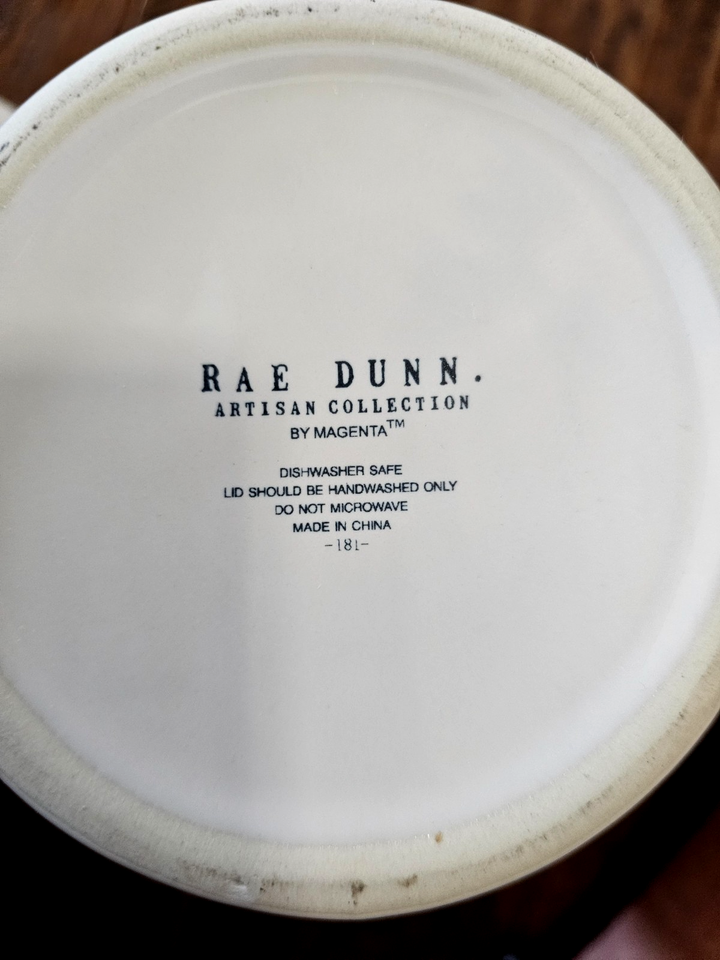 RAE DUNN.
ARTISAN COLLECTION
BY MAGENTA™
DISHWASHER SAFE
LID SHOULD BE HANDWASHED ONLY
DO NOT MICROWAVE
MADE IN CHINA
-181-